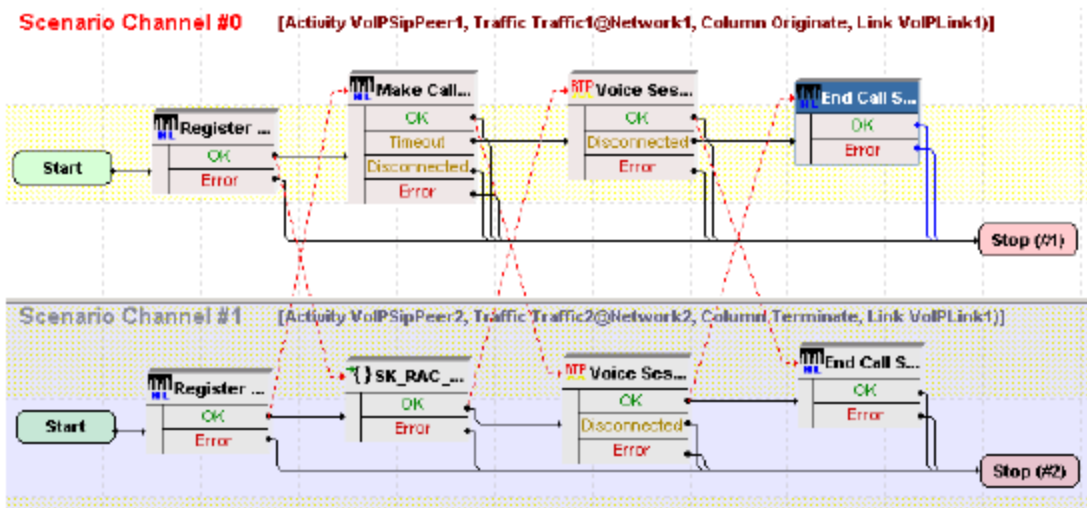 Scenario Channel #0 [Activity VoIPSipPeer1, Traffic Traffic1@Network1, Column Originate, Link VoIPLink1)]
Start
Register ...
OK
Error
Make Call...
OK
Timeout
Disconnected
Error
RTP Voice Ses...
OK
Disconnected
Error
End Call S...
OK
Error
Stop (#1)
Scenario Channel #1 [Activity VoIPSipPeer2, Traffic Traffic2@Network2, Column Terminate, Link VoIPLink1)]
Start
Register ...
OK
Error
{} SK_RAC_...
OK
Error
RTP Voice Ses...
OK
Disconnected
Error
End Call S...
OK
Error
Stop (#2)